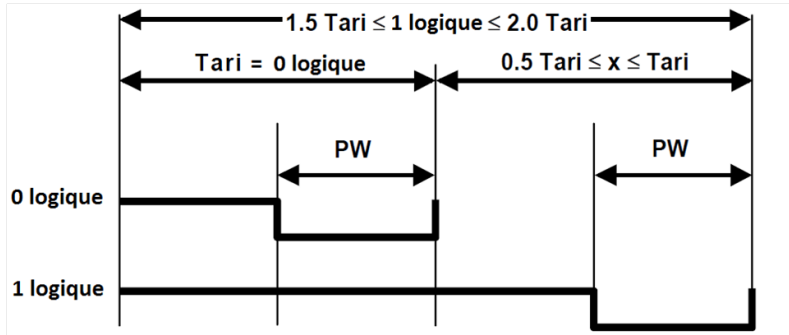 1.5 Tari ≤ 1 logique ≤ 2.0 Tari
Tari = 0 logique
0.5 Tari ≤ x ≤ Tari
PW
PW
0 logique
1 logique